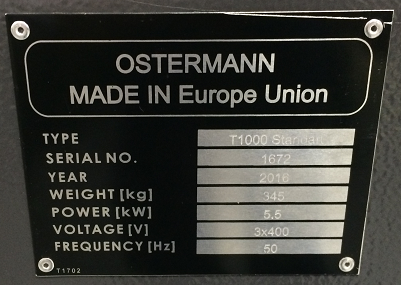 OSTERMANN
MADE IN Europe Union
TYPE T1000 Standart
SERIAL NO. 1672
YEAR 2016
WEIGHT [kg] 345
POWER [kW] 5.5
VOLTAGE [V] 3x400
FREQUENCY [Hz] 50
T1702